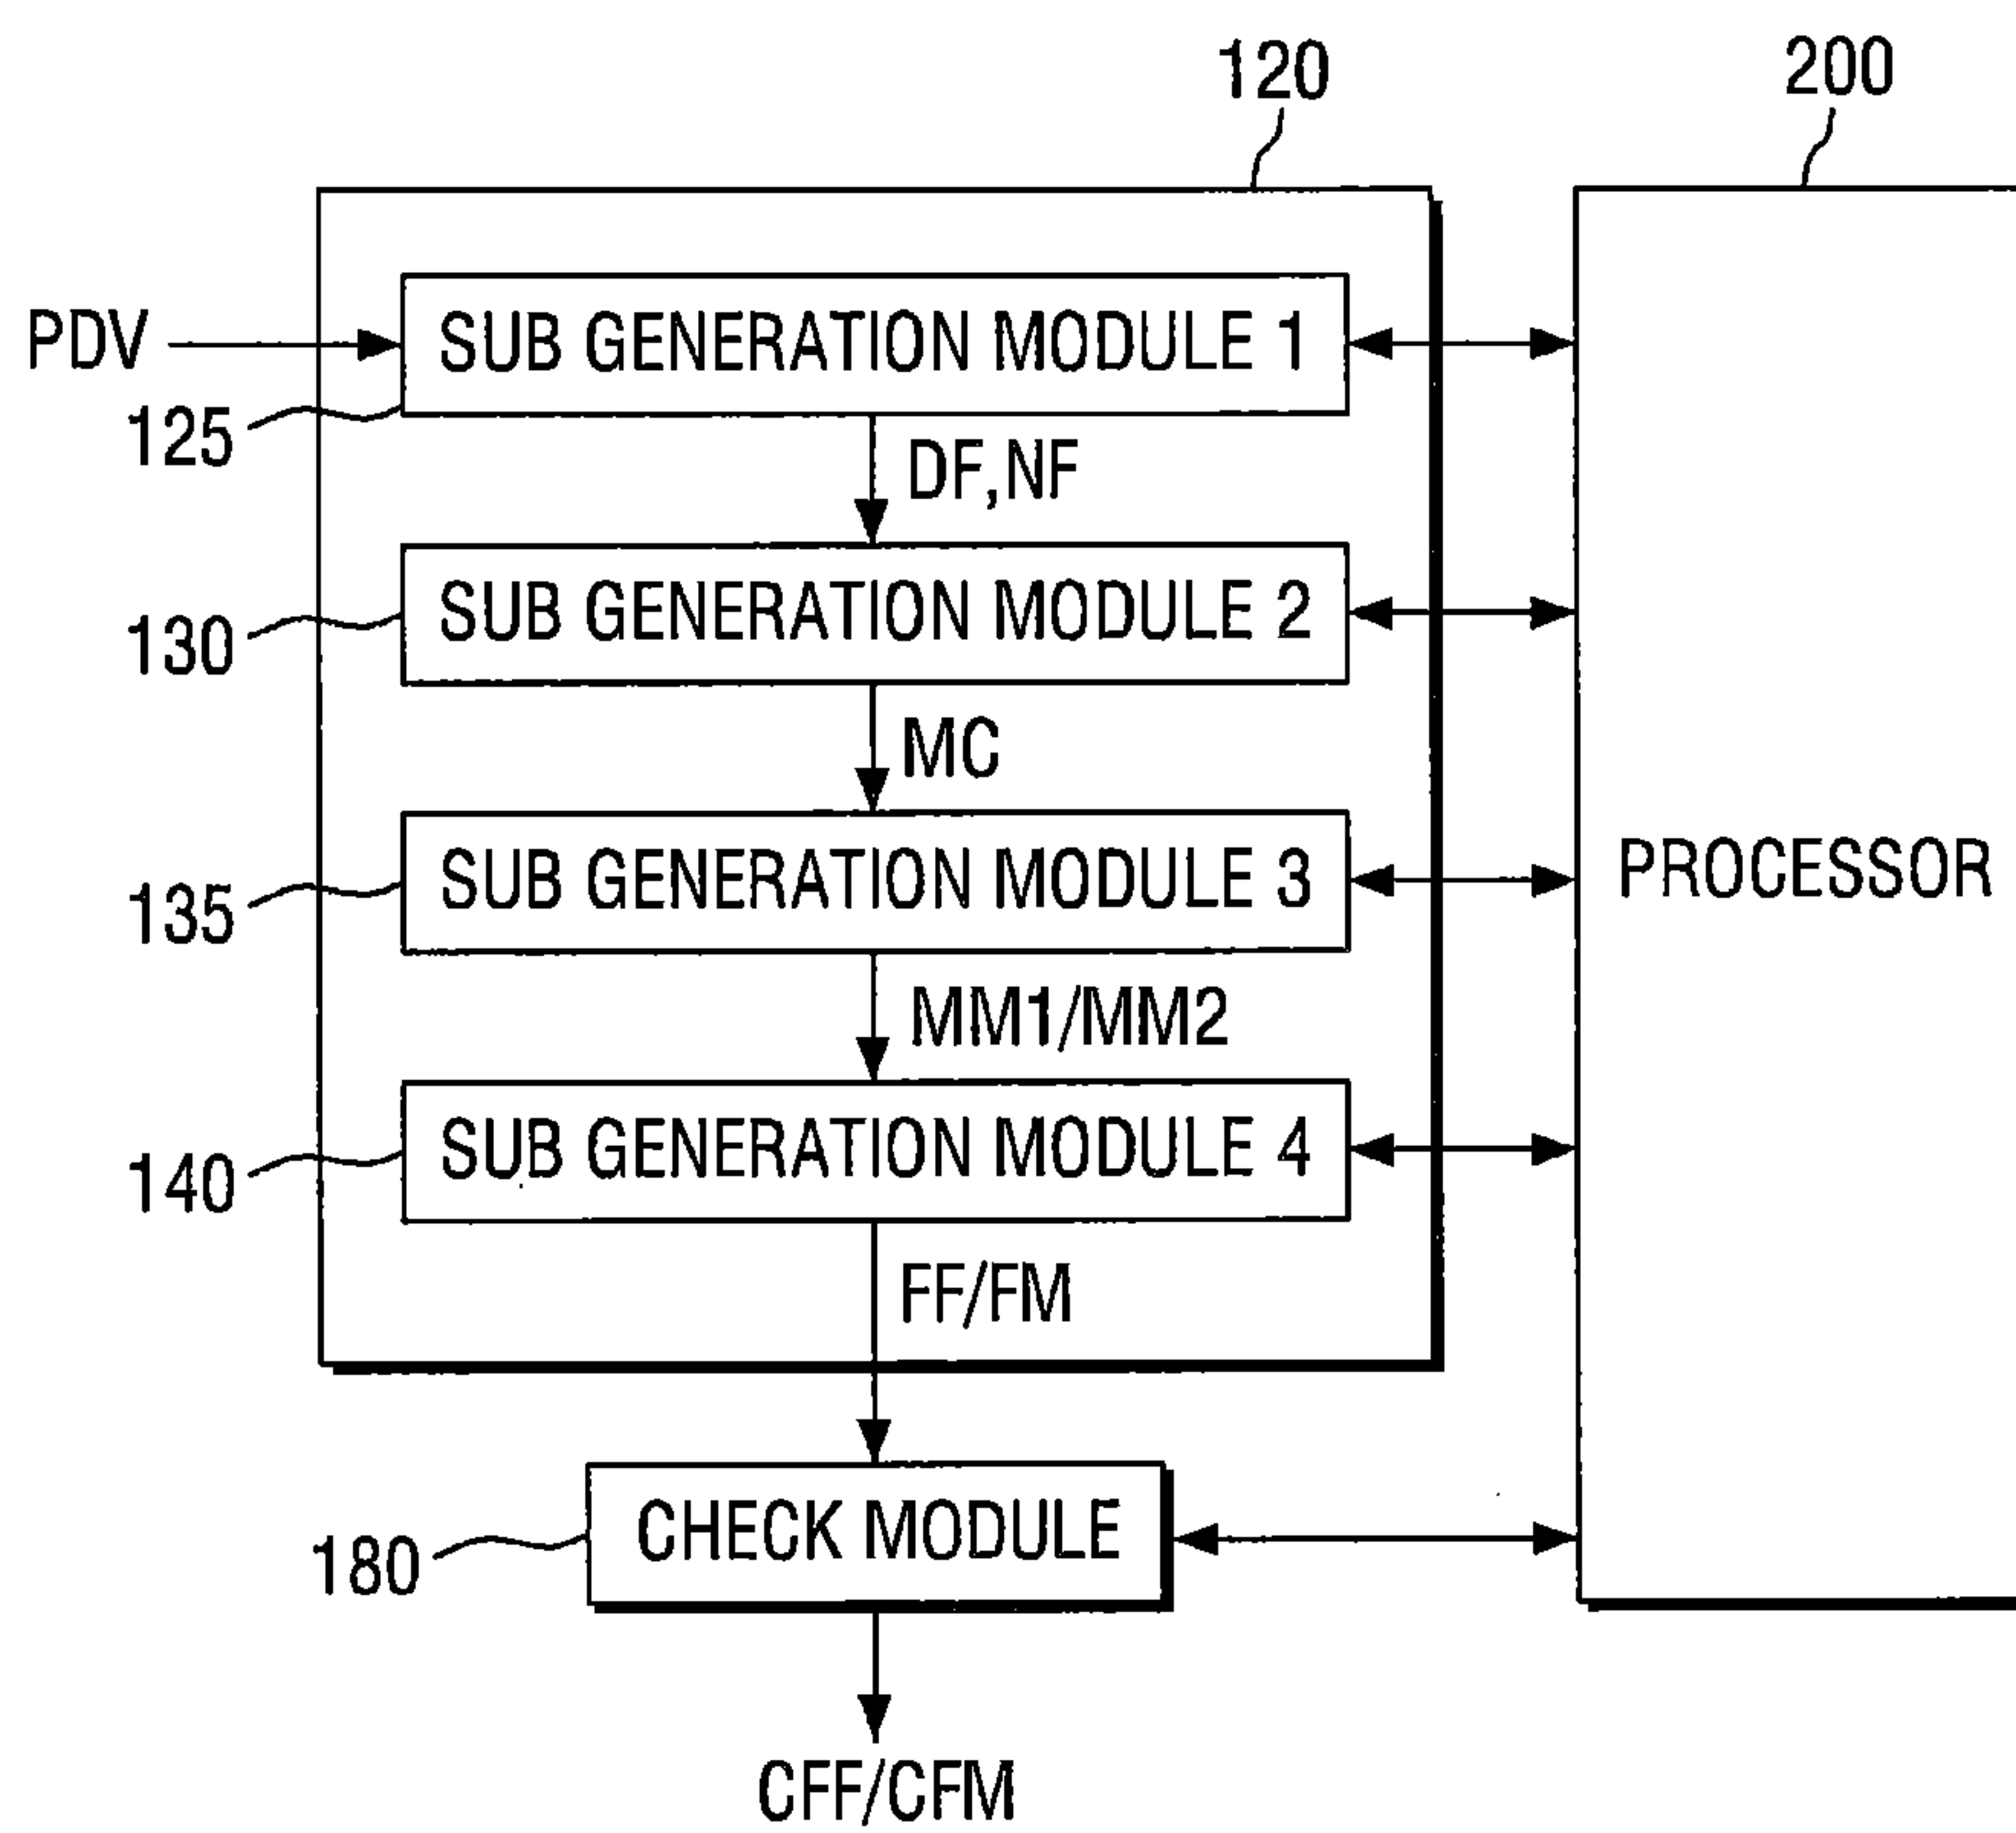 120
200
PDV
SUB GENERATION MODULE 1
125
DF,NF
SUB GENERATION MODULE 2
130
MC
SUB GENERATION MODULE 3
135
PROCESSOR
MM1/MM2
SUB GENERATION MODULE 4
140
FF/FM
CHECK MODULE
180
CFF/CFM